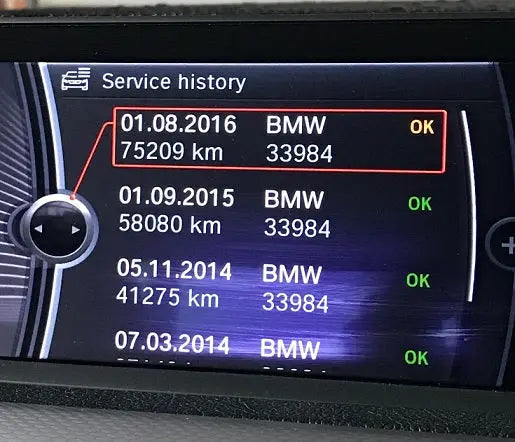 Service history
01.08.2016 BMW OK
75209 km 33984
01.09.2015 BMW OK
58080 km 33984
05.11.2014 BMW OK
41275 km 33984
07.03.2014 BMW OK